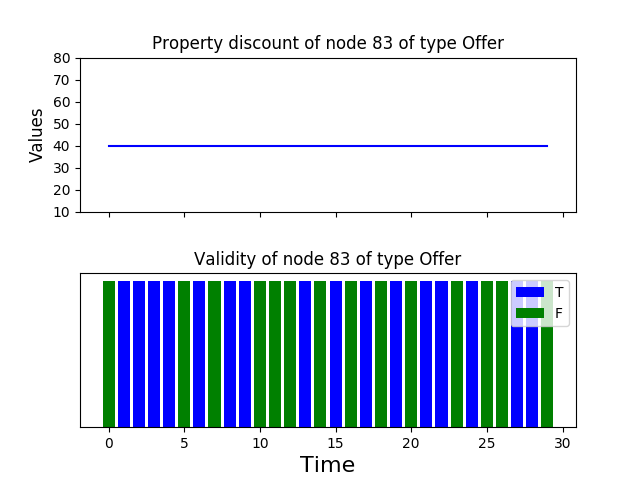 Property discount of node 83 of type Offer
80
70
60
50
40
30
20
10
Values
Validity of node 83 of type Offer
T
F
0 5 10 15 20 25 30
Time